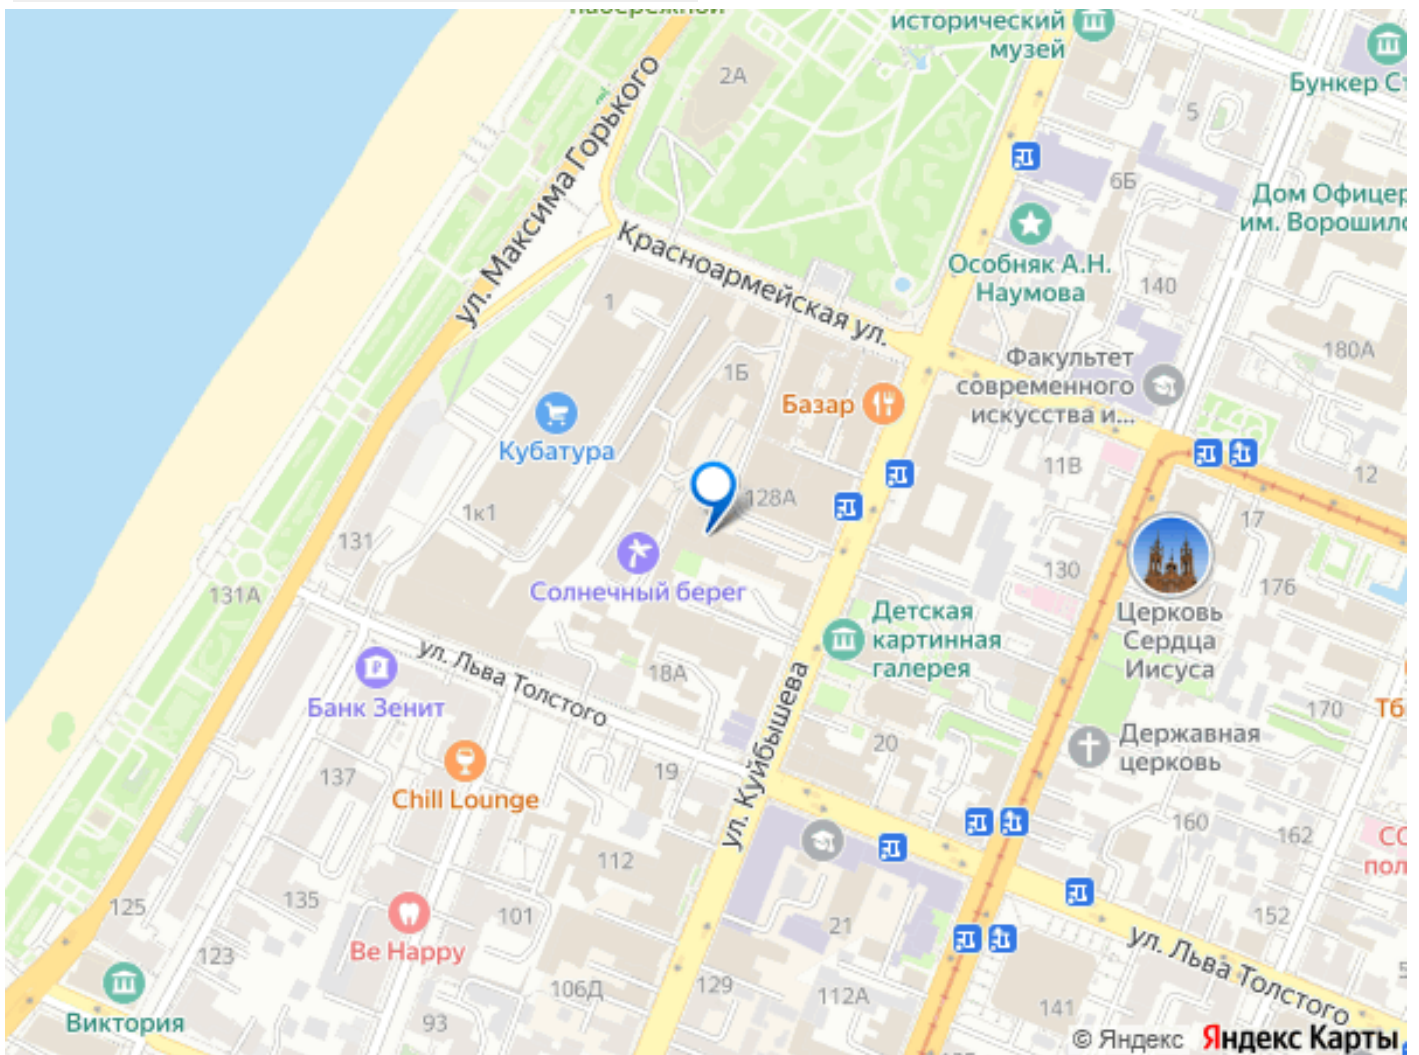 набережной
исторический
музей
2А
Бункер Ст
5
ул. Максима Горького
6Б
Дом Офицер
им. Ворошило
Красноармейская ул.
Особняк А.Н.
Наумова
140
1
180А
Факультет
современного
искусства и...
1Б
Базар
Кубатура
11В
12
128А
1к1
17
131
Солнечный берег
130
176
131А
Детская
картинная
галерея
Церковь
Сердца
Иисуса
ул. Льва Толстого
18А
Банк Зенит
ул. Куйбышева
170
Тб
20
Державная
церковь
137
19
Chill Lounge
160
162
СС
пол
112
125
135
101
21
152
Be Happy
123
ул. Льва Толстого
106Д
129
112А
141
Виктория
93
© Яндекс Яндекс Карты